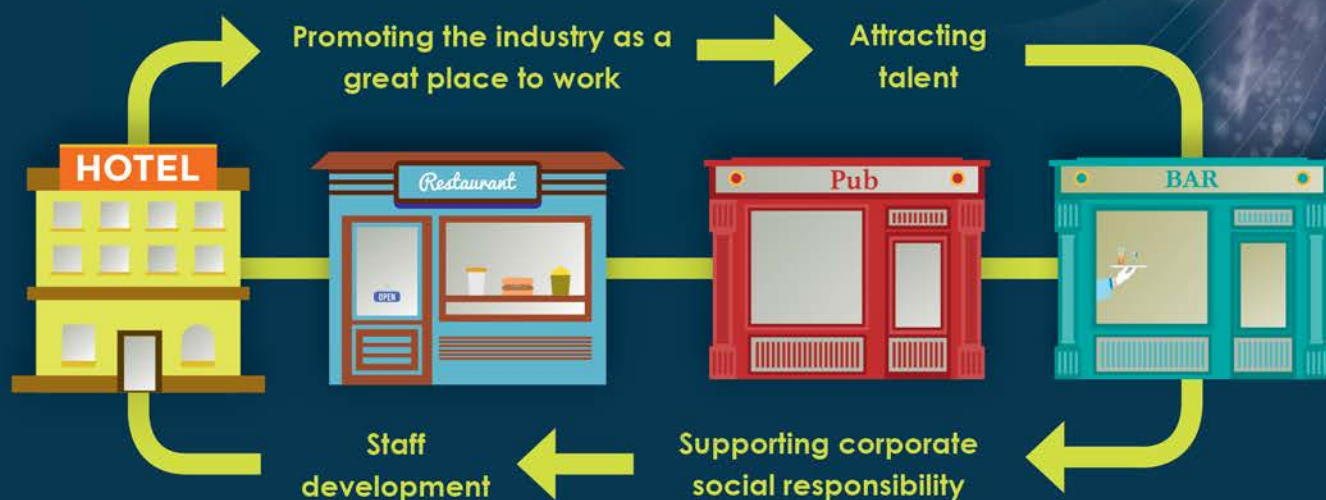 Promoting the industry as a
great place to work
Attracting
talent
HOTEL
Restaurant
OPEN
Pub
BAR
Supporting corporate
social responsibility
Staff
development